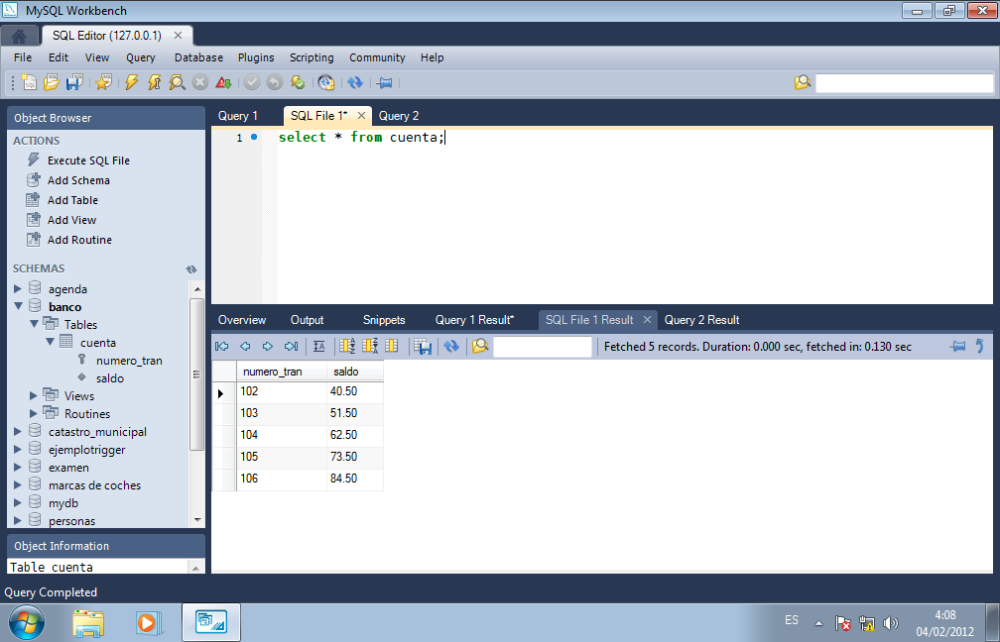 MySQL Workbench
SQL Editor (127.0.0.1)
File Edit View Query Database Plugins Scripting Community Help
Object Browser
ACTIONS
Execute SQL File
Add Schema
Add Table
Add View
Add Routine
SCHEMAS
agenda
banco
Tables
cuenta
numero_tran
saldo
Views
Routines
catastro_municipal
ejemplotrigger
examen
marcas de coches
mydb
personas
Object Information
Table cuenta
Query 1 SQL File 1* Query 2
1 select * from cuenta;
Overview Output Snippets Query 1 Result* SQL File 1 Result Query 2 Result
Fetched 5 records. Duration: 0.000 sec, fetched in: 0.130 sec
numero_tran saldo
102 40.50
103 51.50
104 62.50
105 73.50
106 84.50
Query Completed
ES
4:08
04/02/2012